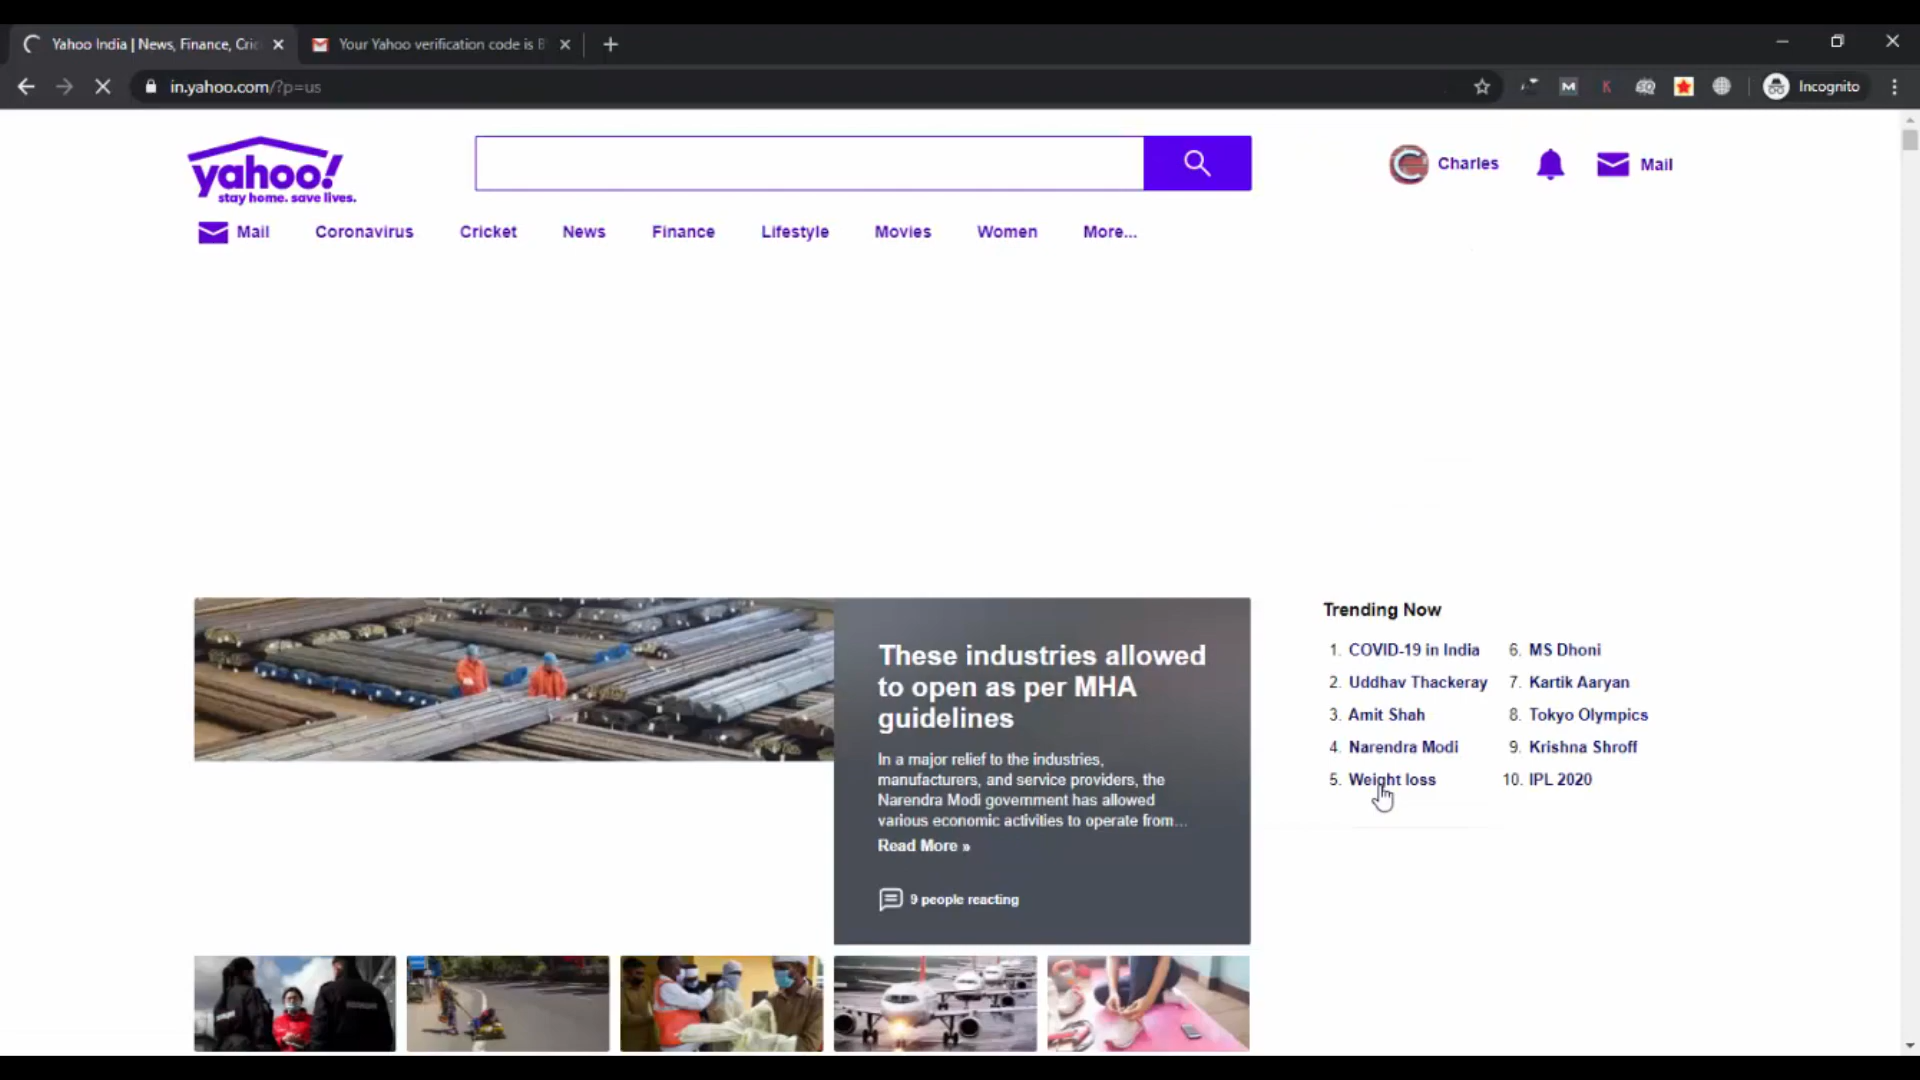 Yahoo India | News, Finance, Cric
Your Yahoo verification code is B
in.yahoo.com/?p=us
Incognito
yahoo!
stay home. save lives.
Charles
Mail
Mail
Coronavirus
Cricket
News
Finance
Lifestyle
Movies
Women
More...
These industries allowed
to open as per MHA
guidelines
In a major relief to the industries,
manufacturers, and service providers, the
Narendra Modi government has allowed
various economic activities to operate from...
Read More »
9 people reacting
Trending Now
1. COVID-19 in India
2. Uddhav Thackeray
3. Amit Shah
4. Narendra Modi
5. Weight loss
6. MS Dhoni
7. Kartik Aaryan
8. Tokyo Olympics
9. Krishna Shroff
10. IPL 2020